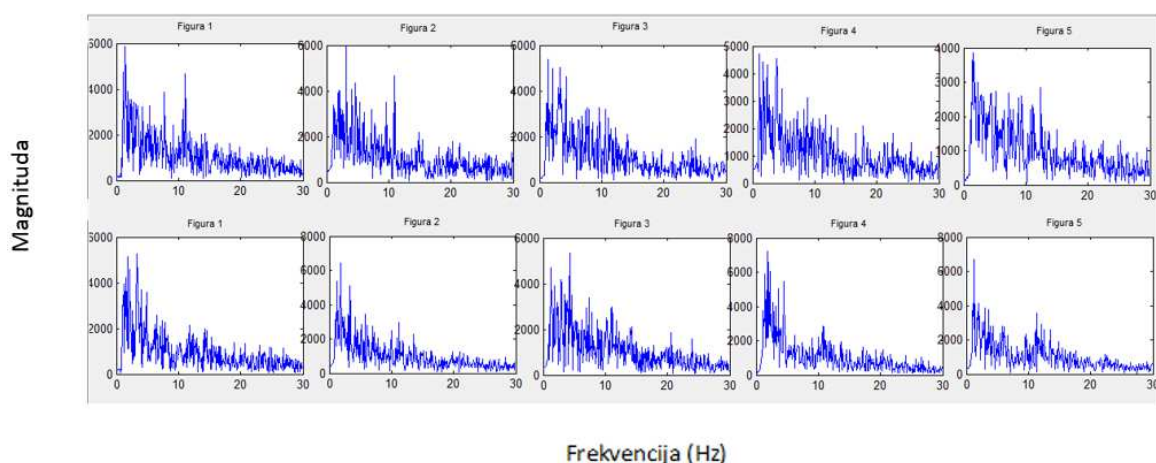 Figura 1 Figura 2 Figura 3 Figura 4 Figura 5
6000 6000 6000 5000 5000
4000 4000 4000 4000 4000
3000 3000
2000 2000 2000 2000 2000
1000 1000
0 0 0 0 0
0 10 20 30 0 10 20 30 0 10 20 30 0 10 20 30 0 10 20 30
Magnituda
Figura 1 Figura 2 Figura 3 Figura 4 Figura 5
6000 8000 6000 8000 8000
6000 6000 6000
4000 4000 4000 4000 4000
2000 2000 2000 2000 2000
0 0 0 0 0
0 10 20 30 0 10 20 30 0 10 20 30 0 10 20 30 0 10 20 30
Frekvencija (Hz)